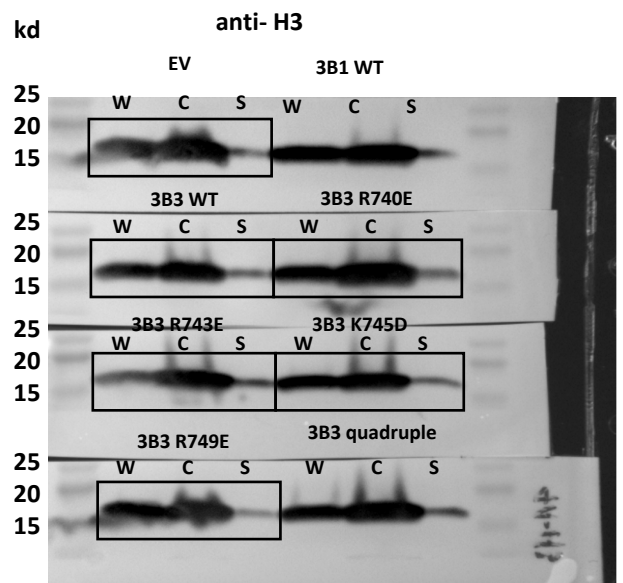 anti- H3
kd
EV 3B1 WT
25 W C S W C S
20
15
3B3 WT 3B3 R740E
25 W C S W C S
20
15
3B3 R743E 3B3 K745D
25 W C S W C S
20
15
3B3 R749E 3B3 quadruple
25 W C S W C S
20
15